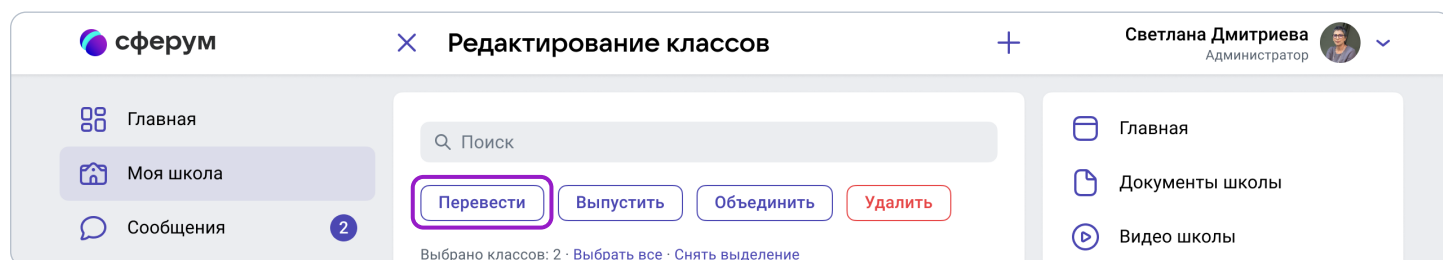 сферум
Редактирование классов
Светлана Дмитриева
Администратор
Главная
Моя школа
Сообщения
2
Поиск
Перевести
Выпустить
Объединить
Удалить
Выбрано классов: 2 · Выбрать все · Снять выделение
Главная
Документы школы
Видео школы